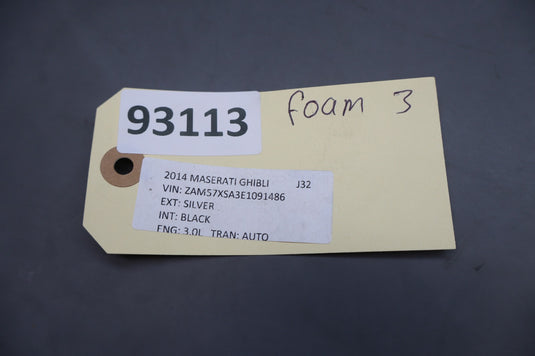 foam 3
93113
2014 MASERATI GHIBLI J32
VIN: ZAM57XSA3E1091486
EXT: SILVER
INT: BLACK
ENG: 3.0L TRAN: AUTO